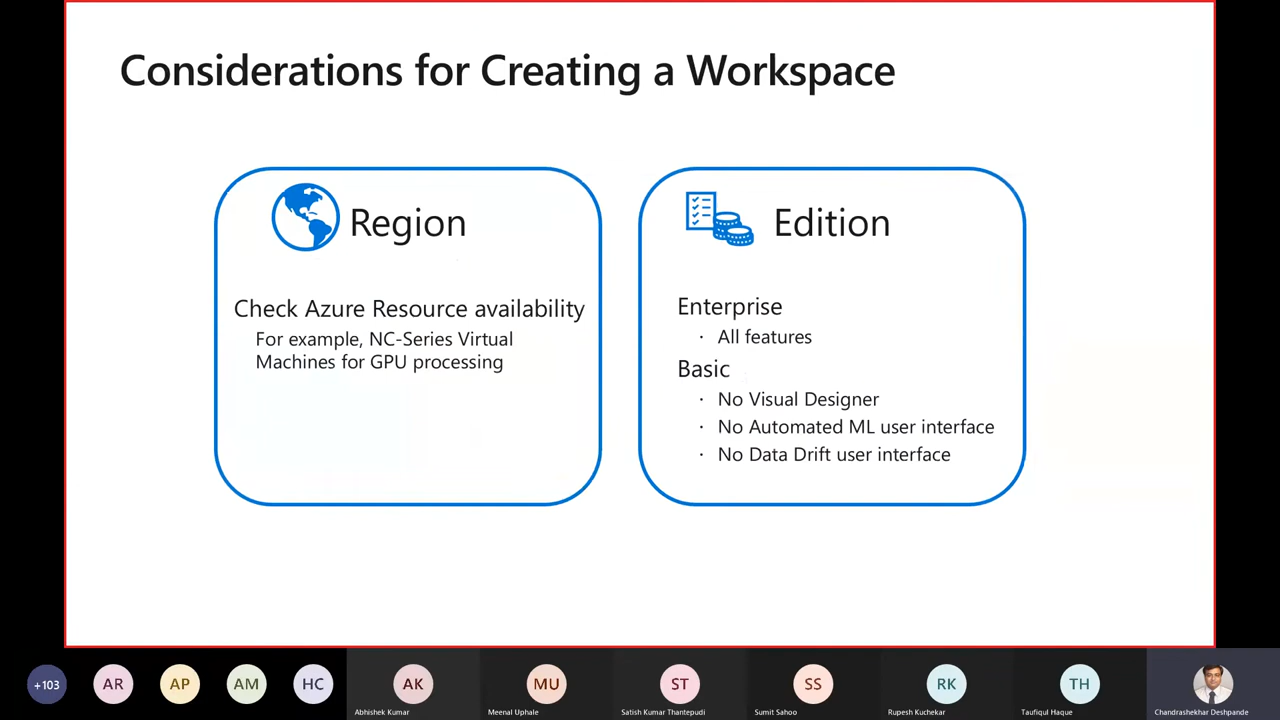 Considerations for Creating a Workspace
Region
Check Azure Resource availability
For example, NC-Series Virtual
Machines for GPU processing
Edition
Enterprise
· All features
Basic
· No Visual Designer
· No Automated ML user interface
· No Data Drift user interface
+103
AR
AP
AM
HC
AK
Abhishek Kumar
MU
Meenal Uphale
ST
Satish Kumar Thantepudi
SS
Sumit Sahoo
RK
Rupesh Kuchekar
TH
Taufiqul Haque
Chandrashekhar Deshpande